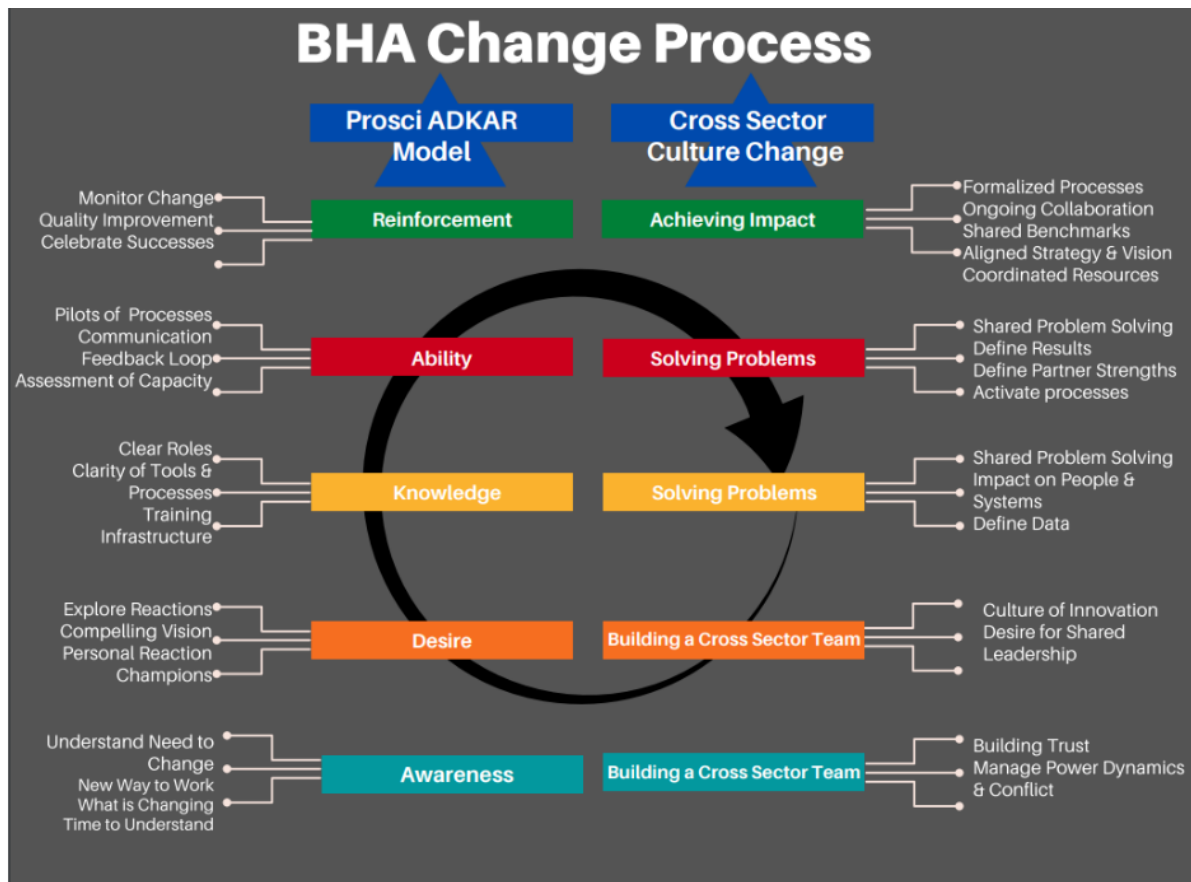 BHA Change Process
Prosci ADKAR
Model
Cross Sector
Culture Change
Monitor Change
Quality Improvement
Celebrate Successes
Reinforcement
Achieving Impact
Formalized Processes
Ongoing Collaboration
Shared Benchmarks
Aligned Strategy & Vision
Coordinated Resources
Pilots of Processes
Communication
Feedback Loop
Assessment of Capacity
Ability
Solving Problems
Shared Problem Solving
Define Results
Define Partner Strengths
Activate processes
Clear Roles
Clarity of Tools &
Processes
Training
Infrastructure
Knowledge
Solving Problems
Shared Problem Solving
Impact on People &
Systems
Define Data
Explore Reactions
Compelling Vision
Personal Reaction
Champions
Desire
Building a Cross Sector Team
Culture of Innovation
Desire for Shared
Leadership
Understand Need to
Change
New Way to Work
What is Changing
Time to Understand
Awareness
Building a Cross Sector Team
Building Trust
Manage Power Dynamics
& Conflict